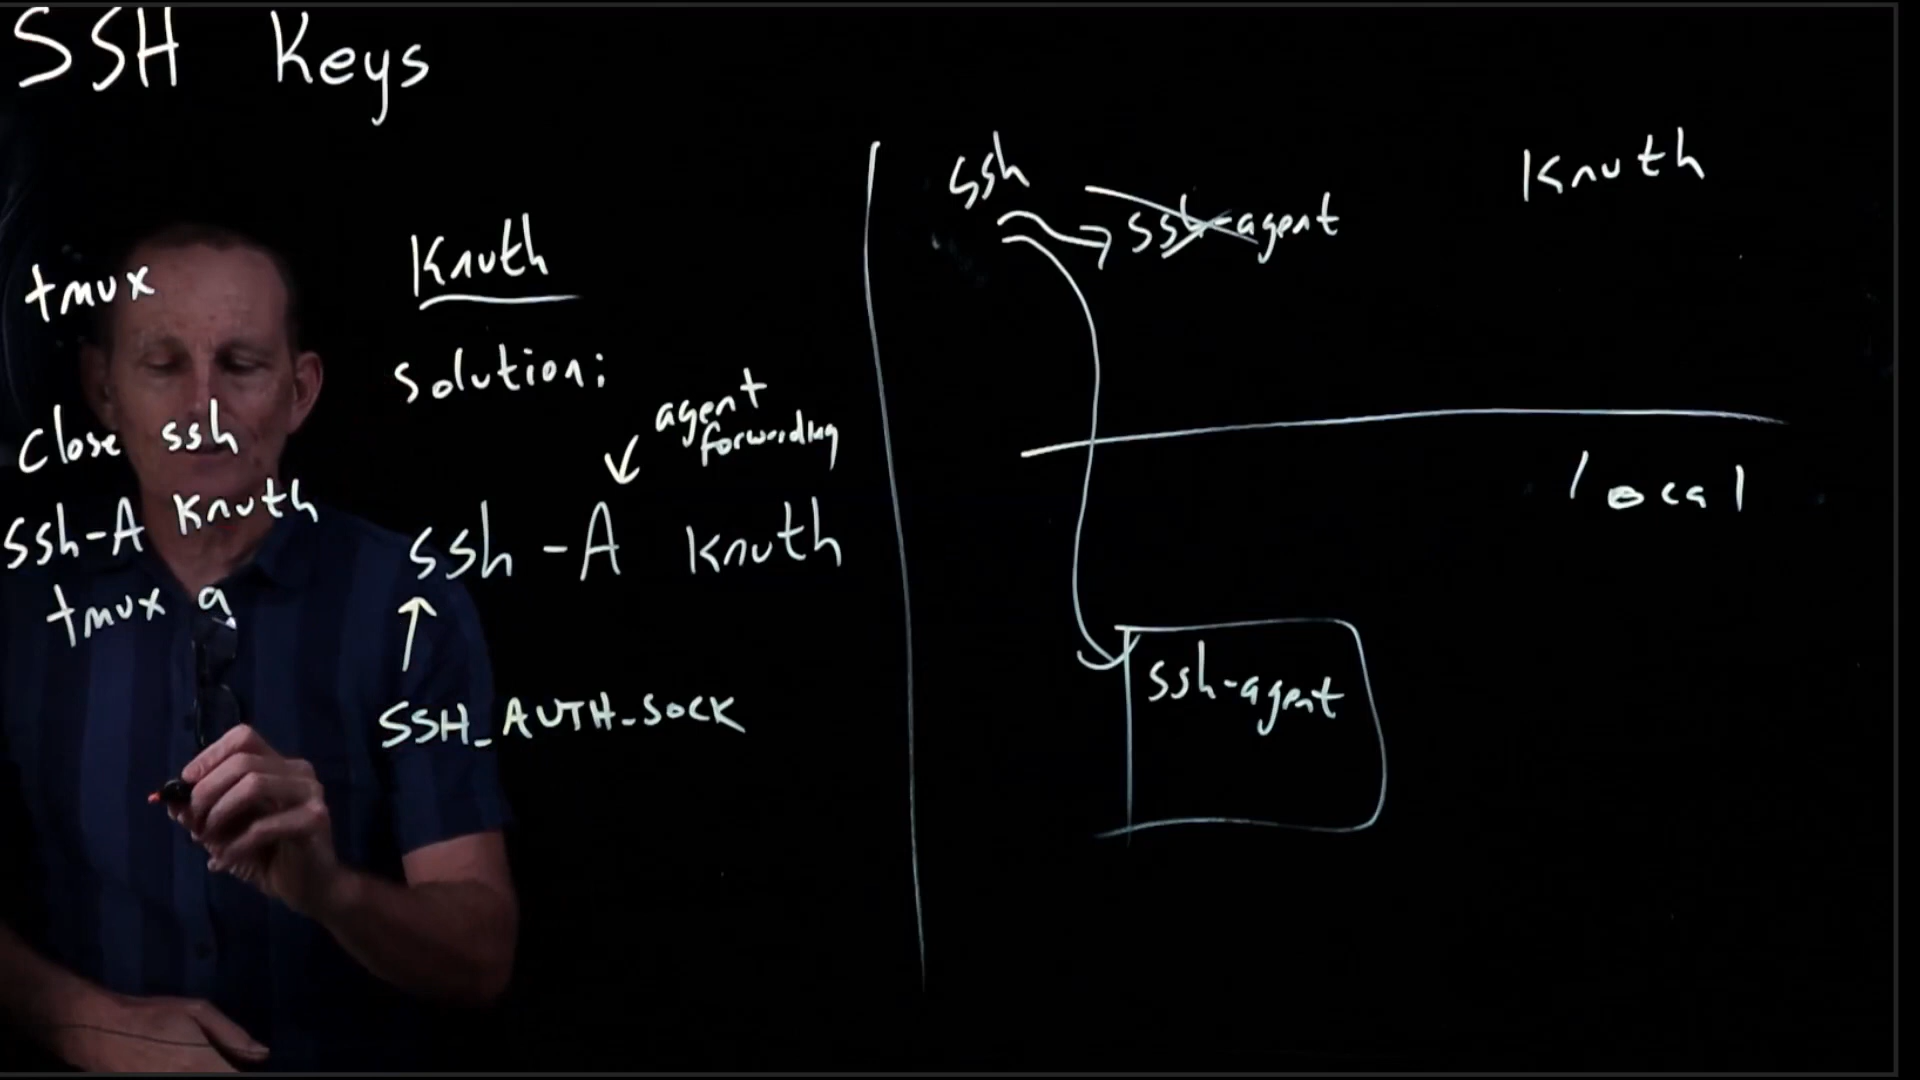 SSH Keys
tmux
close ssh
ssh-A Knuth
tmux a
Knuth
solution:
agent
forwarding
ssh -A Knuth
SSH_AUTH_SOCK
ssh
ssh-agent
Knuth
local
ssh-agent